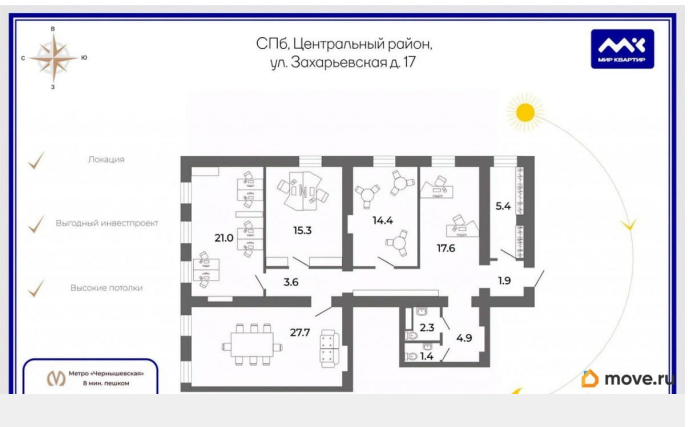 В
С
Ю
З
СПб, Центральный район,
ул. Захарьевская д. 17
МИР КВАРТИР
Локация
Выгодный инвестпроект
Высокие потолки
21.0
15.3
14.4
17.6
5.4
3.6
1.9
27.7
2.3
4.9
1.4
Метро «Чернышевская»
8 мин. пешком
move.ru